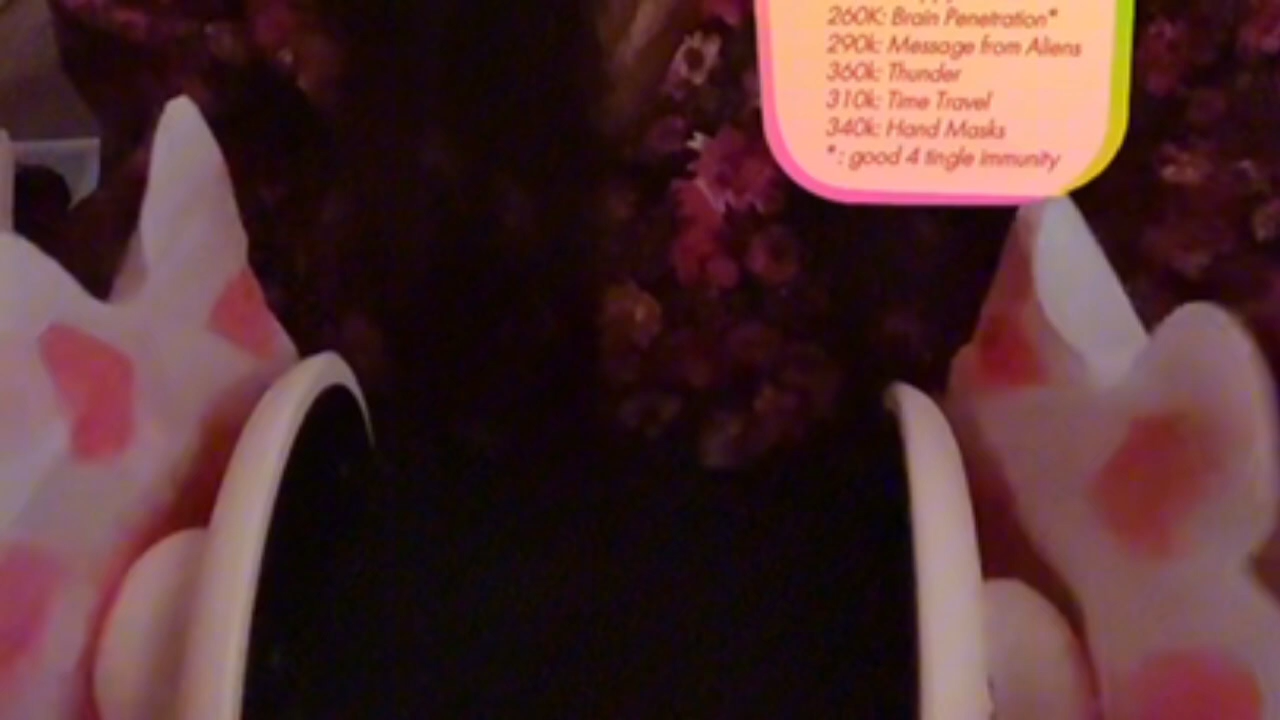 260K: Brain Penetration*
290k: Message from Aliens
360k: Thunder
310k: Time Travel
340k: Hand Masks
*: good 4 tingle immunity